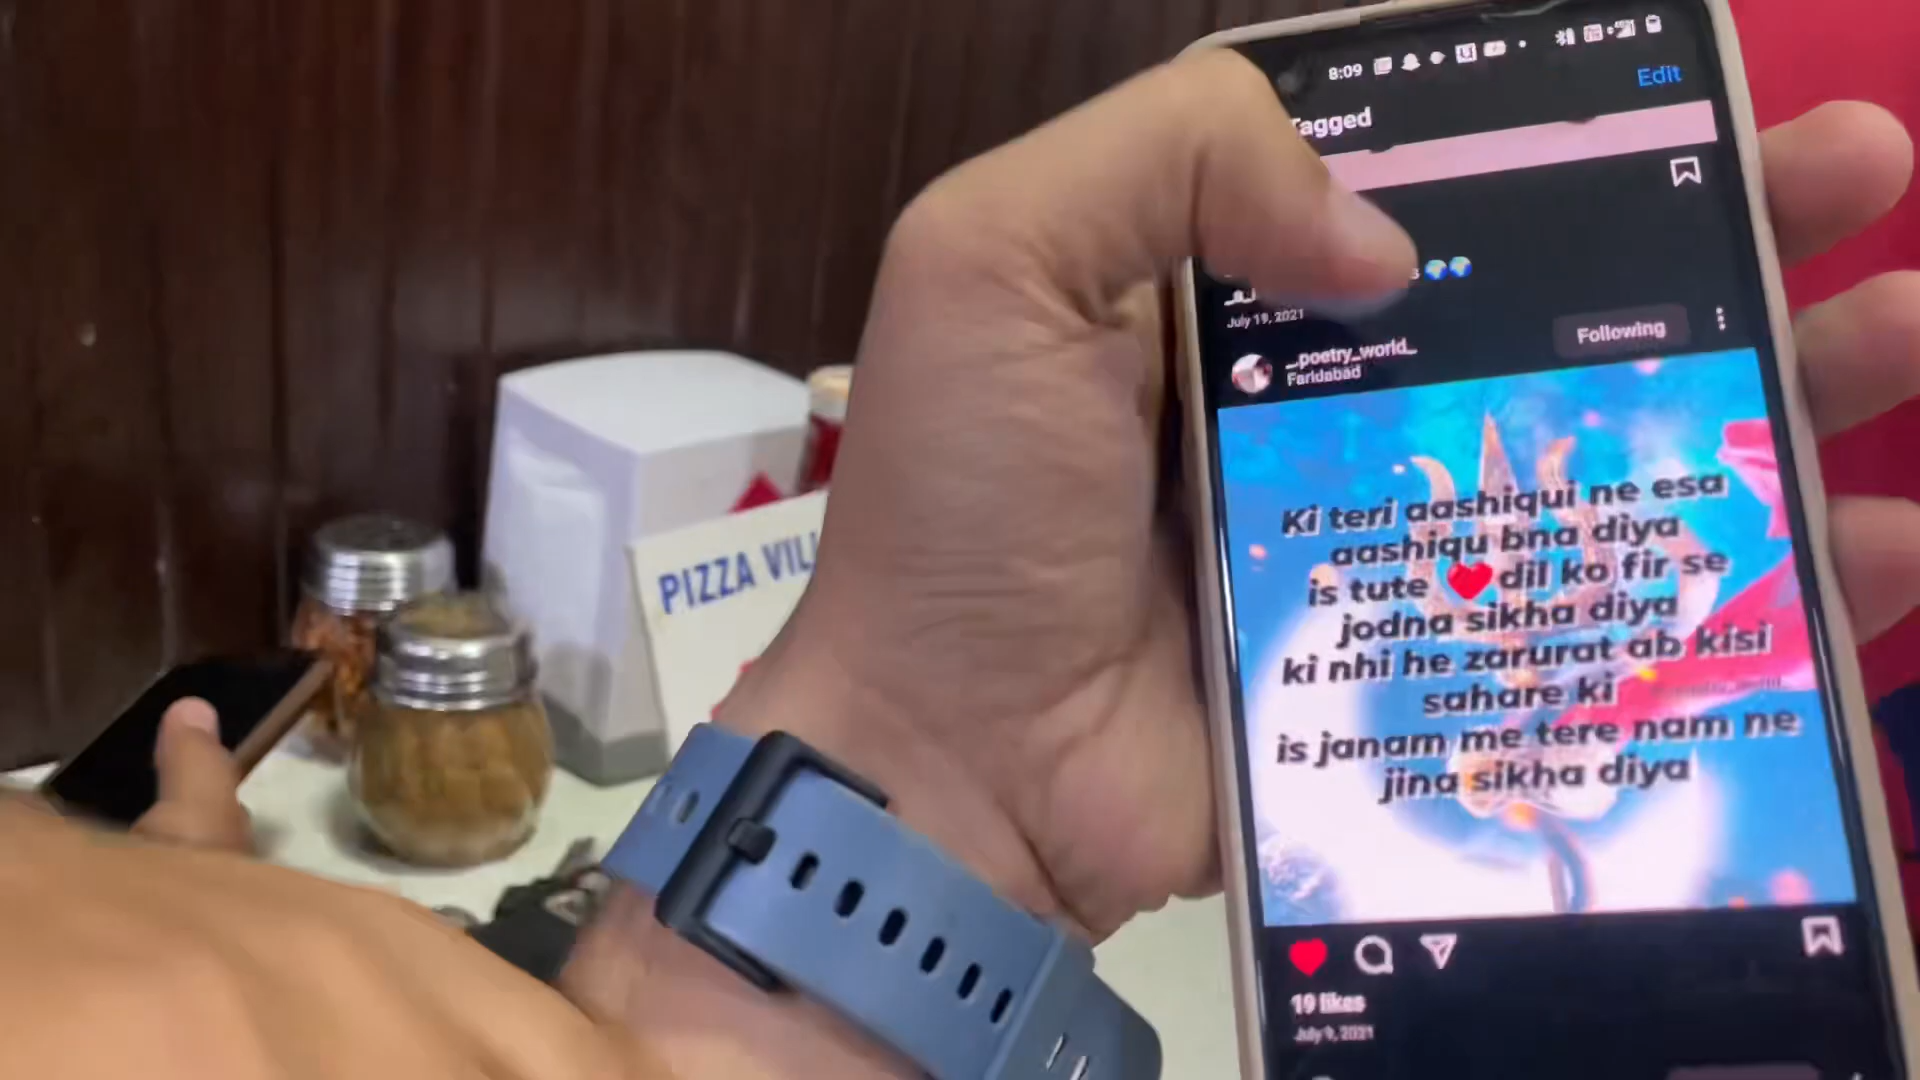 8:09
Edit
Tagged
July 19, 2021
_.poetry_world_
Faridabad
Following
Ki teri aashiqui ne esa
aashiqu bna diya
is tute ❤️ dil ko fir se
jodna sikha diya
ki nhi he zarurat ab kisi
sahare ki
is janam me tere nam ne
jina sikha diya
19 likes
July 9, 2021
PIZZA VIL